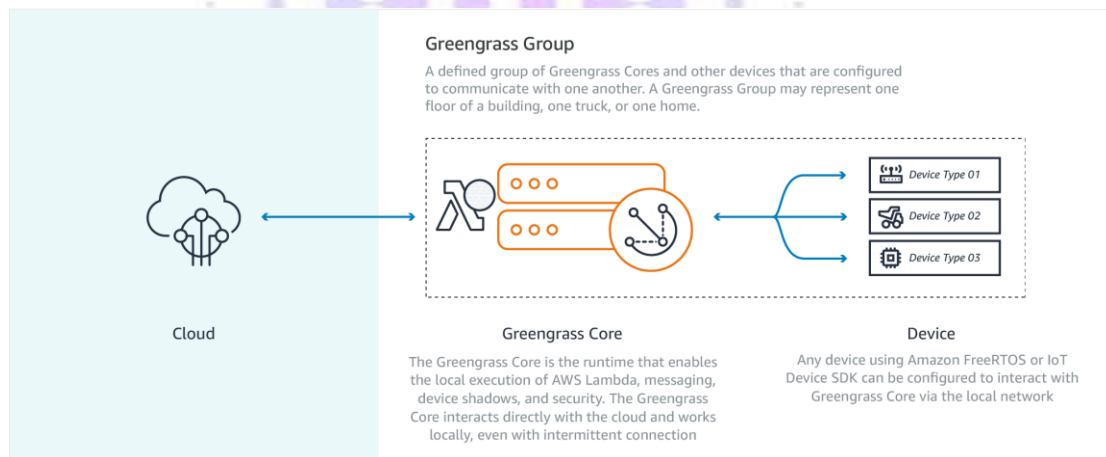 Greengrass Group
A defined group of Greengrass Cores and other devices that are configured
to communicate with one another. A Greengrass Group may represent one
floor of a building, one truck, or one home.
Device Type 01
Device Type 02
Device Type 03
Cloud
Greengrass Core
The Greengrass Core is the runtime that enables
the local execution of AWS Lambda, messaging,
device shadows, and security. The Greengrass
Core interacts directly with the cloud and works
locally, even with intermittent connection
Device
Any device using Amazon FreeRTOS or IoT
Device SDK can be configured to interact with
Greengrass Core via the local network